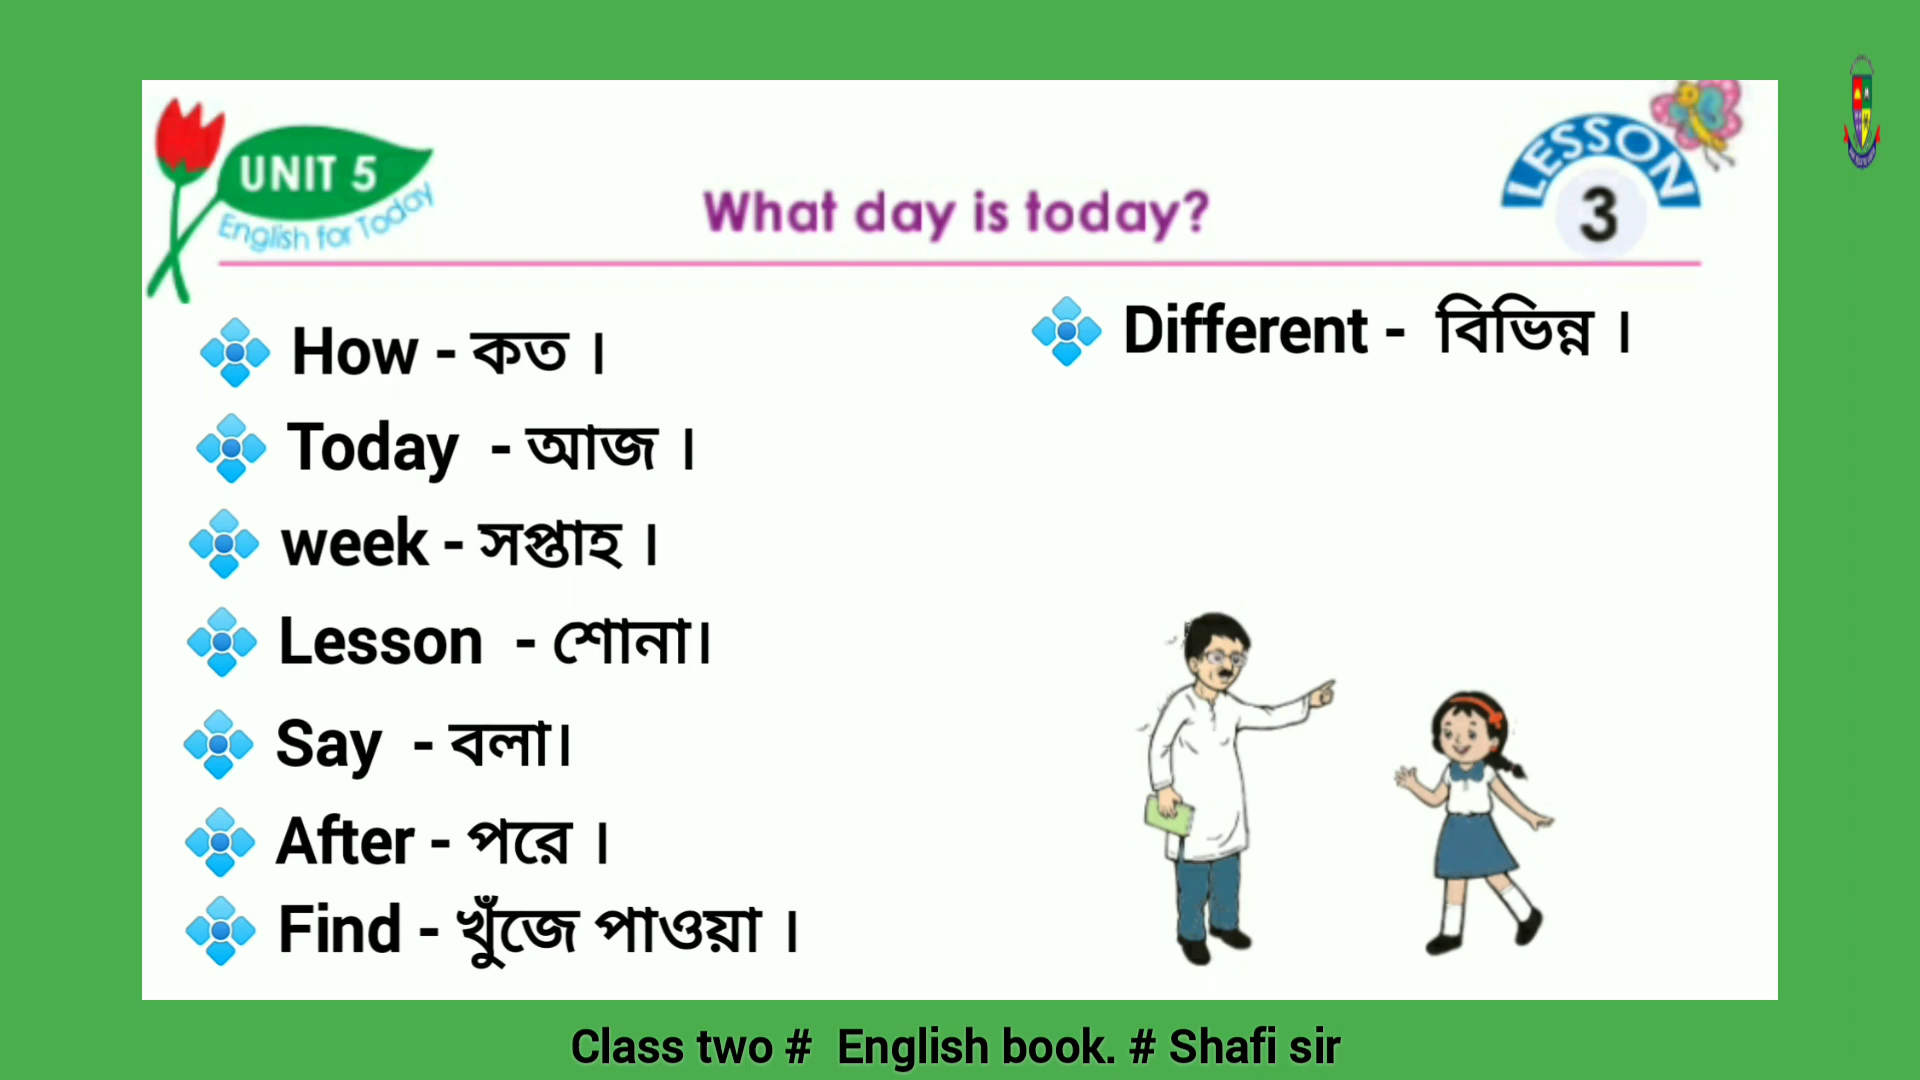 UNIT 5
English for Today
What day is today?
LESSON
3
How - কত ।
Today - আজ ।
week - সপ্তাহ ।
Lesson - শোনা।
Say - বলা।
After - পরে ।
Find - খুঁজে পাওয়া ।
Different - বিভিন্ন ।
Class two # English book. # Shafi sir